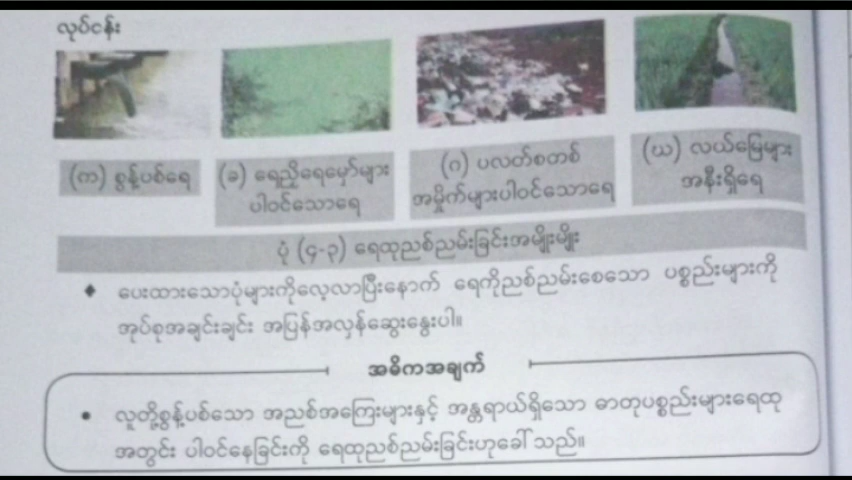 လုပ်ငန်း
(က) စွန့်ပစ်ရေ
(ခ) ရေညှိရေမှော်များ
ပါဝင်သောရေ
(ဂ) ပလတ်စတစ်
အမှိုက်များပါဝင်သောရေ
(ဃ) လယ်မြေများ
အနီးရှိရေ
ပုံ (၄-၃) ရေထုညစ်ညမ်းခြင်းအမျိုးမျိုး
♦ ပေးထားသောပုံများကိုလေ့လာပြီးနောက် ရေကိုညစ်ညမ်းစေသော ပစ္စည်းများကို
အုပ်စုအချင်းချင်း အပြန်အလှန်ဆွေးနွေးပါ။
အဓိကအချက်
• လူတို့စွန့်ပစ်သော အညစ်အကြေးများနှင့် အန္တရာယ်ရှိသော ဓာတုပစ္စည်းများရေထု
အတွင်း ပါဝင်နေခြင်းကို ရေထုညစ်ညမ်းခြင်းဟုခေါ်သည်။